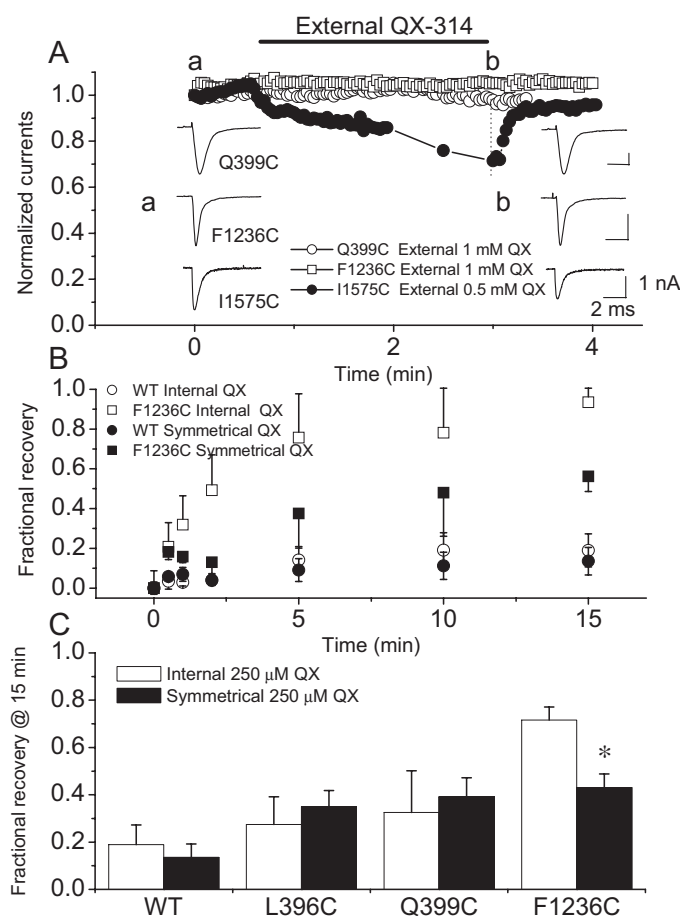 External QX-314
A
a
b
1.0
0.8
0.6
0.4
0.2
0.0
Normalized currents
Q399C
a
b
F1236C
I1575C
Q399C External 1 mM QX
F1236C External 1 mM QX
I1575C External 0.5 mM QX
1 nA
2 ms
0
2
4
Time (min)
B
1.0
0.8
0.6
0.4
0.2
0.0
Fractional recovery
WT Internal QX
F1236C Internal QX
WT Symmetrical QX
F1236C Symmetrical QX
0
5
10
15
Time (min)
C
1.0
0.8
0.6
0.4
0.2
0.0
Fractional recovery @ 15 min
Internal 250 μM QX
Symmetrical 250 μM QX
*
WT
L396C
Q399C
F1236C